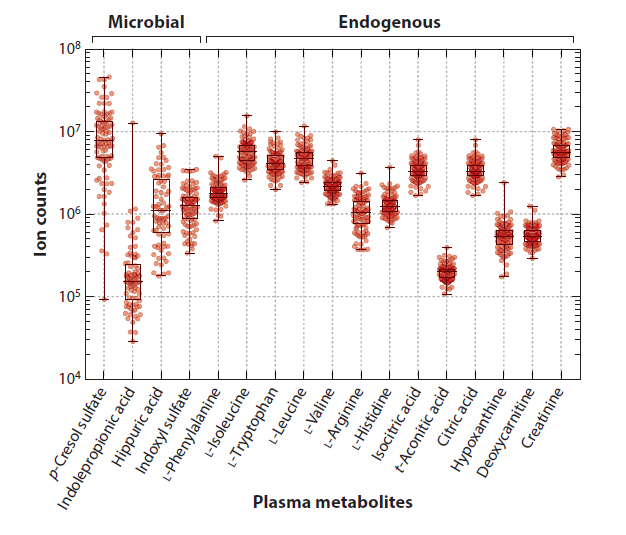 Microbial Endogenous
10⁸
10⁷
10⁶
10⁵
10⁴
Ion counts
p-Cresol sulfate
Indolepropionic acid
Hippuric acid
Indoxyl sulfate
L-Phenylalanine
L-Isoleucine
L-Tryptophan
L-Leucine
L-Valine
L-Arginine
L-Histidine
Isocitric acid
t-Aconitic acid
Citric acid
Hypoxanthine
Deoxycarnitine
Creatinine
Plasma metabolites